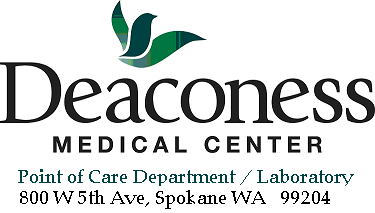 Deaconess
MEDICAL CENTER
Point of Care Department / Laboratory
800 W 5th Ave, Spokane WA  99204